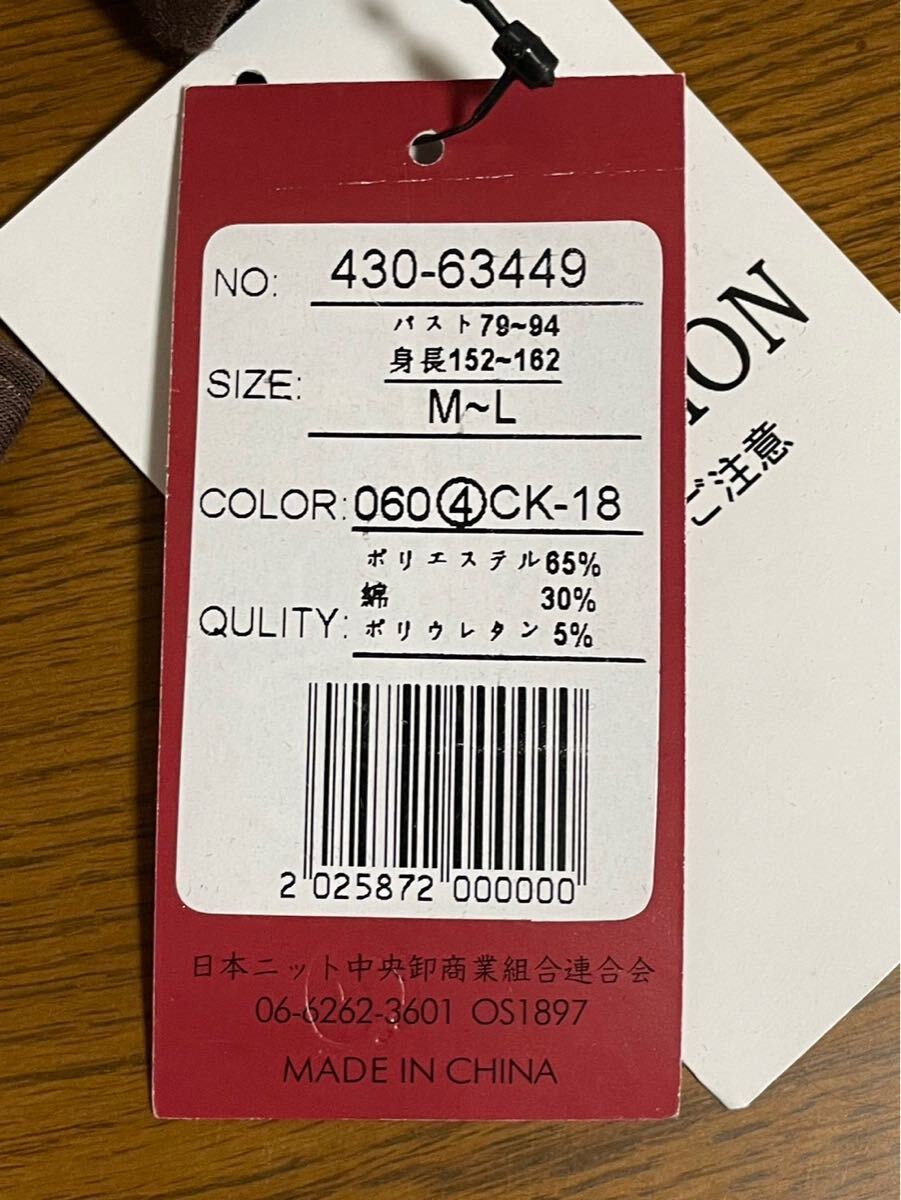 NO: 430-63449
バスト79~94
身長152~162
SIZE:
M~L
COLOR: 060④CK-18
ポリエステル65%
綿 30%
QULITY: ポリウレタン 5%
2 025872 000000
日本ニット中央卸商業組合連合会
06-6262-3601 OS1897
MADE IN CHINA
ION
ご注意